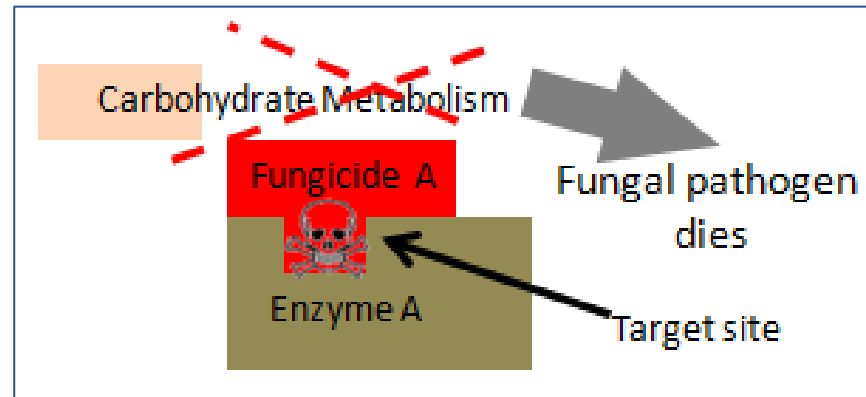 Carbohydrate Metabolism
Fungicide A
Fungal pathogen
dies
Enzyme A
Target site